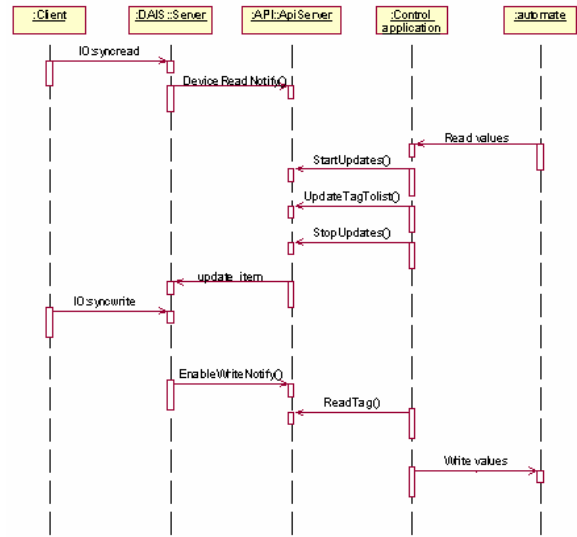 :Client
:DAIS::Server
:API::ApiServer
:Control
application
:automate
IO:syncread
Device Read Notify()
Read values
StartUpdates()
UpdateTagTolist()
StopUpdates()
update_item
IO:syncwrite
EnableWriteNotify()
ReadTag()
Write values